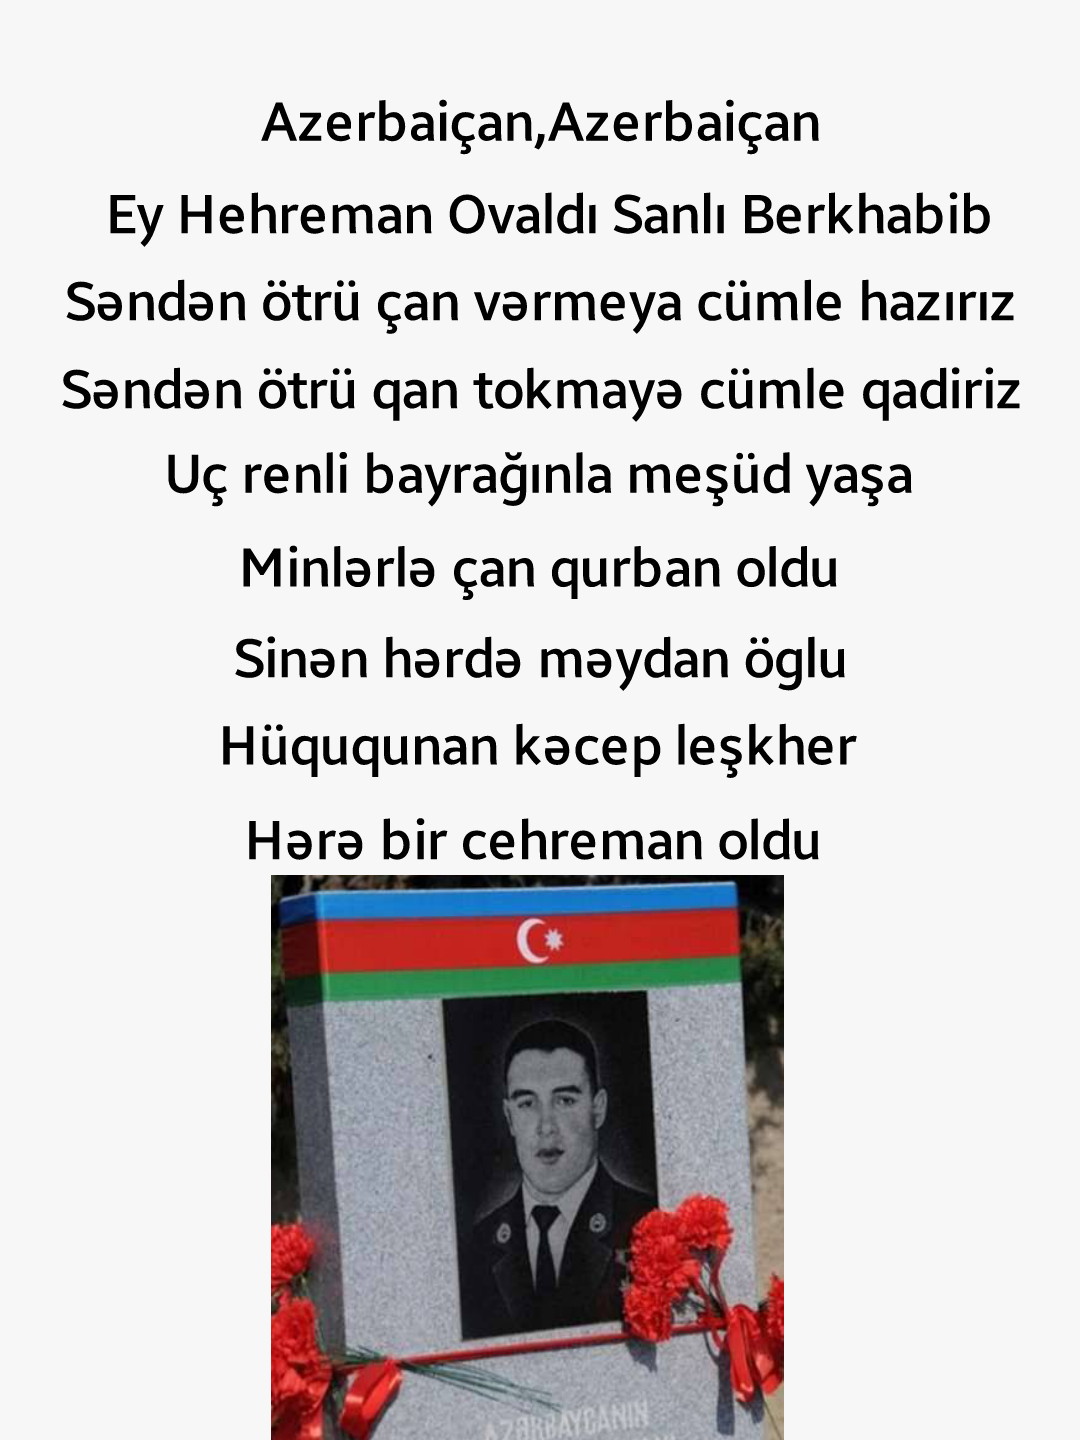 Azerbaiçan,Azerbaiçan
Ey Hehreman Ovaldı Sanlı Berkhabib
Səndən ötrü çan vərmeya cümle hazırız
Səndən ötrü qan tokmayə cümle qadiriz
Uç renli bayrağınla meşüd yaşa
Minlərlə çan qurban oldu
Sinən hərdə məydan öglu
Hüququnan kəcep leşkher
Hərə bir cehreman oldu
AZƏRBAYCANIN